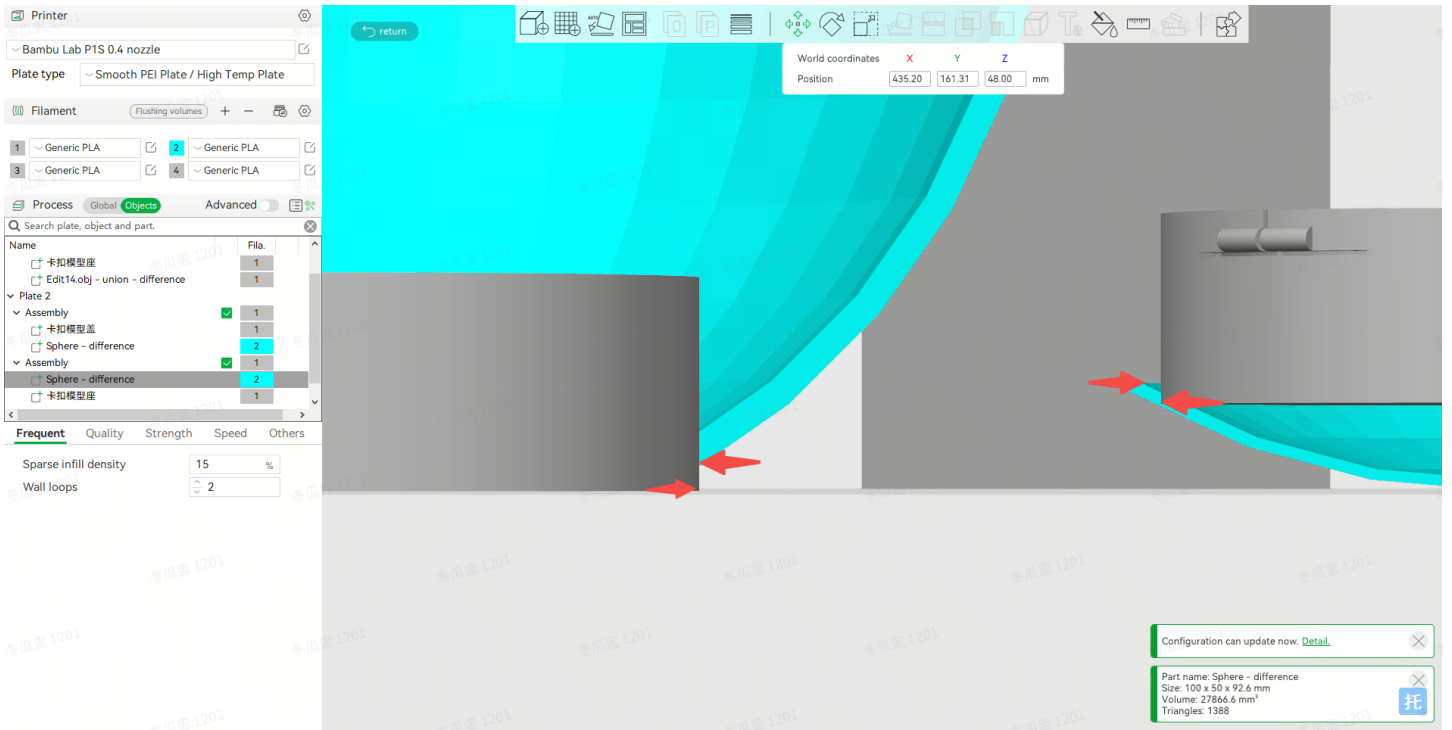 Printer
Bambu Lab P1S 0.4 nozzle
Plate type
Smooth PEI Plate / High Temp Plate
Filament
Flushing volumes
1 Generic PLA 2 Generic PLA
3 Generic PLA 4 Generic PLA
Process Global Objects Advanced
Search plate, object and part.
Name Fila.
卡扣模型座 1
Edit14.obj - union - difference 1
Plate 2
Assembly 1
卡扣模型盖 1
Sphere - difference 2
Assembly 1
Sphere - difference 2
卡扣模型座 1
Frequent Quality Strength Speed Others
Sparse infill density 15 %
Wall loops 2
return
AUTO
World coordinates X Y Z
Position 435.20 161.31 48.00 mm
Configuration can update now. Detail.
Part name: Sphere - difference
Size: 100 x 50 x 92.6 mm
Volume: 27866.6 mm³
Triangles: 1388
托